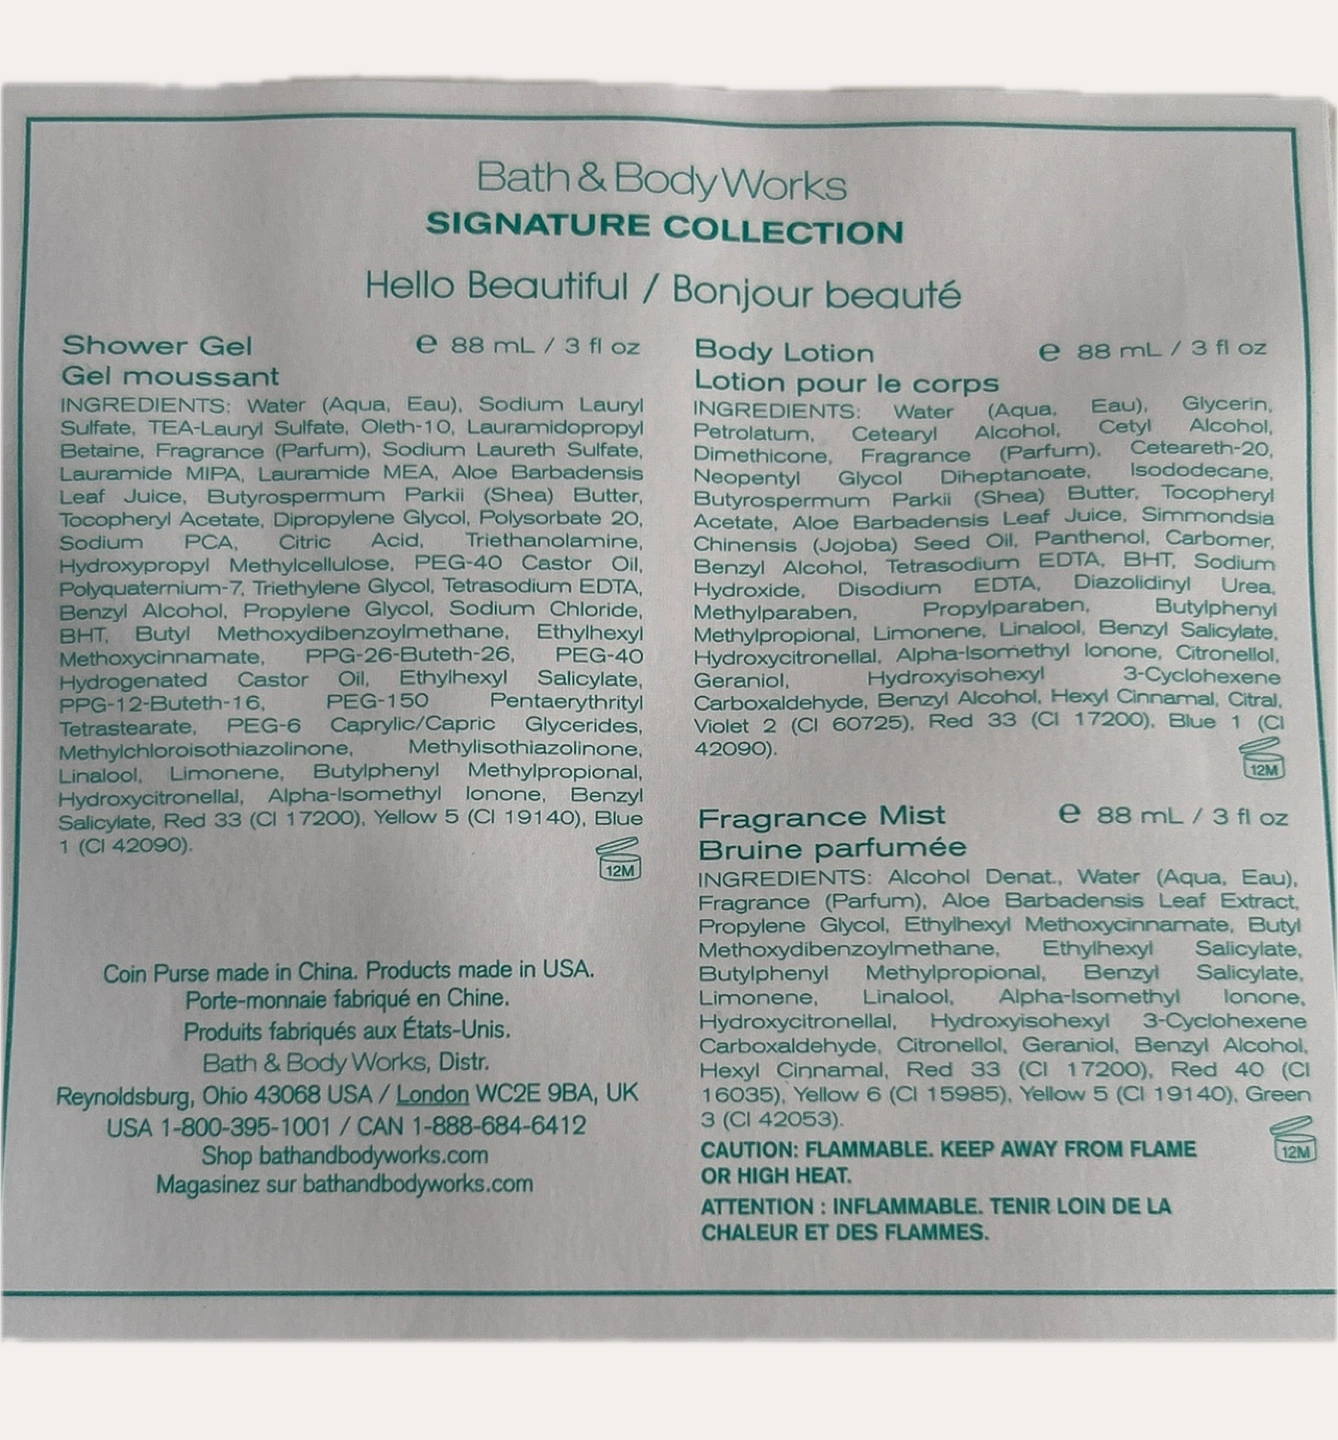 Bath & Body Works
SIGNATURE COLLECTION
Hello Beautiful / Bonjour beauté
Shower Gel ℮ 88 mL / 3 fl oz
Gel moussant
INGREDIENTS: Water (Aqua, Eau), Sodium Lauryl
Sulfate, TEA-Lauryl Sulfate, Oleth-10, Lauramidopropyl
Betaine, Fragrance (Parfum), Sodium Laureth Sulfate,
Lauramide MIPA, Lauramide MEA, Aloe Barbadensis
Leaf Juice, Butyrospermum Parkii (Shea) Butter,
Tocopheryl Acetate, Dipropylene Glycol, Polysorbate 20,
Sodium PCA, Citric Acid, Triethanolamine,
Hydroxypropyl Methylcellulose, PEG-40 Castor Oil,
Polyquaternium-7, Triethylene Glycol, Tetrasodium EDTA,
Benzyl Alcohol, Propylene Glycol, Sodium Chloride,
BHT, Butyl Methoxydibenzoylmethane, Ethylhexyl
Methoxycinnamate, PPG-26-Buteth-26, PEG-40
Hydrogenated Castor Oil, Ethylhexyl Salicylate,
PPG-12-Buteth-16, PEG-150 Pentaerythrityl
Tetrastearate, PEG-6 Caprylic/Capric Glycerides,
Methylchloroisothiazolinone, Methylisothiazolinone,
Linalool, Limonene, Butylphenyl Methylpropional,
Hydroxycitronellal, Alpha-Isomethyl Ionone, Benzyl
Salicylate, Red 33 (CI 17200), Yellow 5 (CI 19140), Blue
1 (CI 42090).
12M
Coin Purse made in China. Products made in USA.
Porte-monnaie fabriqué en Chine.
Produits fabriqués aux États-Unis.
Bath & Body Works, Distr.
Reynoldsburg, Ohio 43068 USA / London WC2E 9BA, UK
USA 1-800-395-1001 / CAN 1-888-684-6412
Shop bathandbodyworks.com
Magasinez sur bathandbodyworks.com
Body Lotion ℮ 88 mL / 3 fl oz
Lotion pour le corps
INGREDIENTS: Water (Aqua, Eau), Glycerin,
Petrolatum, Cetearyl Alcohol, Cetyl Alcohol,
Dimethicone, Fragrance (Parfum), Ceteareth-20,
Neopentyl Glycol Diheptanoate, Isododecane,
Butyrospermum Parkii (Shea) Butter, Tocopheryl
Acetate, Aloe Barbadensis Leaf Juice, Simmondsia
Chinensis (Jojoba) Seed Oil, Panthenol, Carbomer,
Benzyl Alcohol, Tetrasodium EDTA, BHT, Sodium
Hydroxide, Disodium EDTA, Diazolidinyl Urea,
Methylparaben, Propylparaben, Butylphenyl
Methylpropional, Limonene, Linalool, Benzyl Salicylate,
Hydroxycitronellal, Alpha-Isomethyl Ionone, Citronellol,
Geraniol, Hydroxyisohexyl 3-Cyclohexene
Carboxaldehyde, Benzyl Alcohol, Hexyl Cinnamal, Citral,
Violet 2 (CI 60725), Red 33 (CI 17200), Blue 1 (CI
42090).
12M
Fragrance Mist ℮ 88 mL / 3 fl oz
Bruine parfumée
INGREDIENTS: Alcohol Denat., Water (Aqua, Eau),
Fragrance (Parfum), Aloe Barbadensis Leaf Extract,
Propylene Glycol, Ethylhexyl Methoxycinnamate, Butyl
Methoxydibenzoylmethane, Ethylhexyl Salicylate,
Butylphenyl Methylpropional, Benzyl Salicylate,
Limonene, Linalool, Alpha-Isomethyl Ionone,
Hydroxycitronellal, Hydroxyisohexyl 3-Cyclohexene
Carboxaldehyde, Citronellol, Geraniol, Benzyl Alcohol,
Hexyl Cinnamal, Red 33 (CI 17200), Red 40 (CI
16035), Yellow 6 (CI 15985), Yellow 5 (CI 19140), Green
3 (CI 42053).
12M
CAUTION: FLAMMABLE. KEEP AWAY FROM FLAME
OR HIGH HEAT.
ATTENTION : INFLAMMABLE. TENIR LOIN DE LA
CHALEUR ET DES FLAMMES.